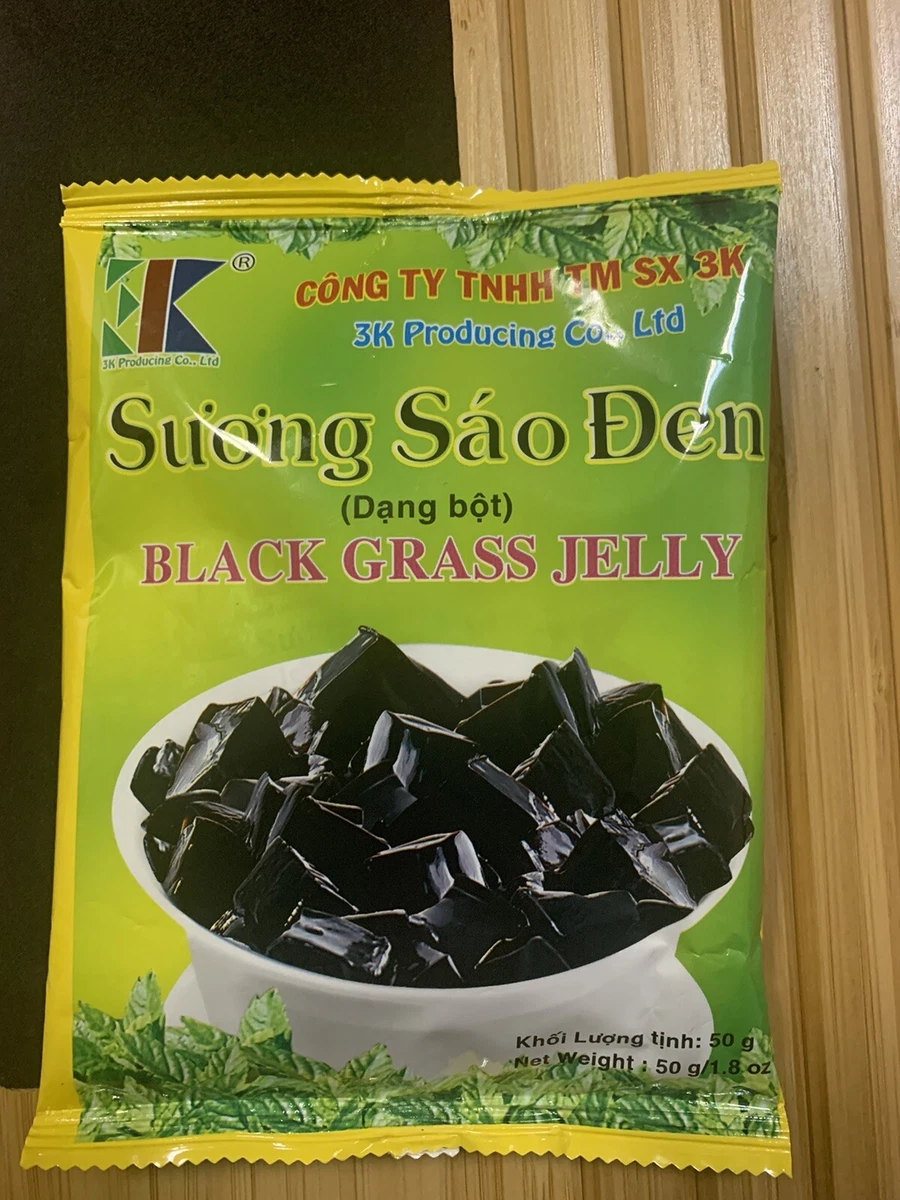 ®
3K Producing Co., Ltd
CÔNG TY TNHH TM SX 3K
3K Producing Co., Ltd
Sương Sáo Đen
(Dạng bột)
BLACK GRASS JELLY
Khối Lượng tịnh: 50 g
Net Weight : 50 g/1.8 oz